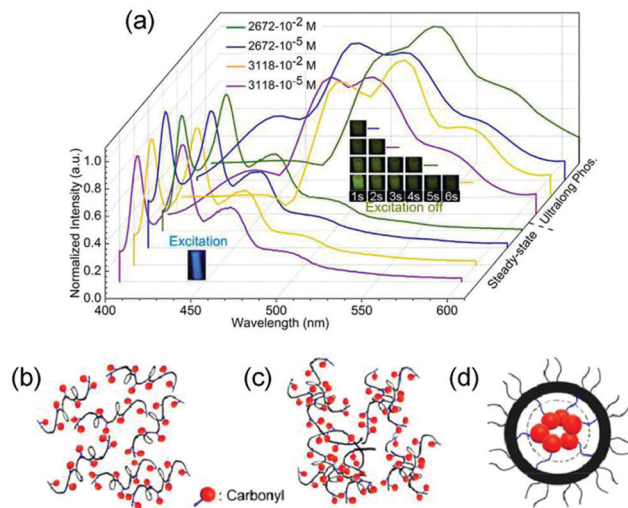 (a)
2672-10⁻² M
2672-10⁻⁵ M
3118-10⁻² M
3118-10⁻⁵ M
Normalized Intensity (a.u.)
1.0
0.8
0.6
0.4
0.2
0.0
1s 2s 3s 4s 5s 6s
Excitation off
Excitation
Ultralong Phos.
Steady-state
400 450 500 550 600
Wavelength (nm)
(b) (c) (d)
: Carbonyl